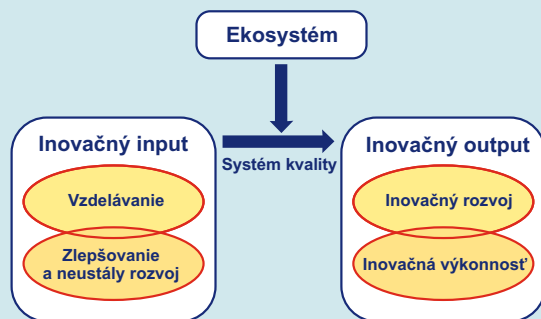 Ekosystém
Inovačný input
Systém kvality
Inovačný output
Vzdelávanie
Zlepšovanie
a neustály rozvoj
Inovačný rozvoj
Inovačná výkonnosť